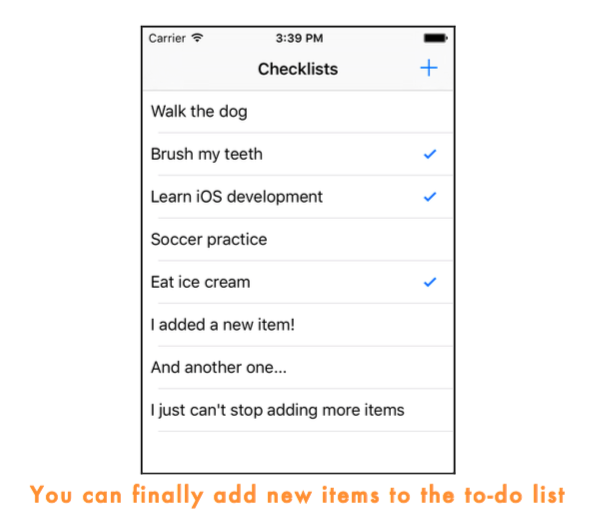 Carrier 3:39 PM
Checklists +
Walk the dog
Brush my teeth
Learn iOS development
Soccer practice
Eat ice cream
I added a new item!
And another one...
I just can't stop adding more items
You can finally add new items to the to-do list